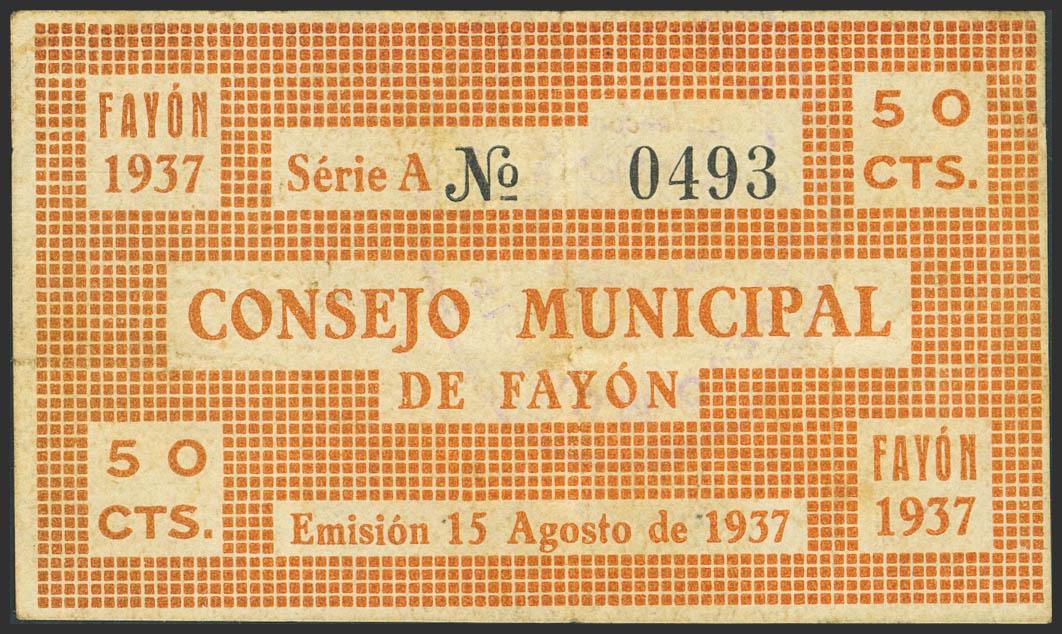 FAYÓN
1937
50
CTS.
Série A Nº 0493
CONSEJO MUNICIPAL
DE FAYÓN
50
CTS.
FAYÓN
1937
Emisión 15 Agosto de 1937